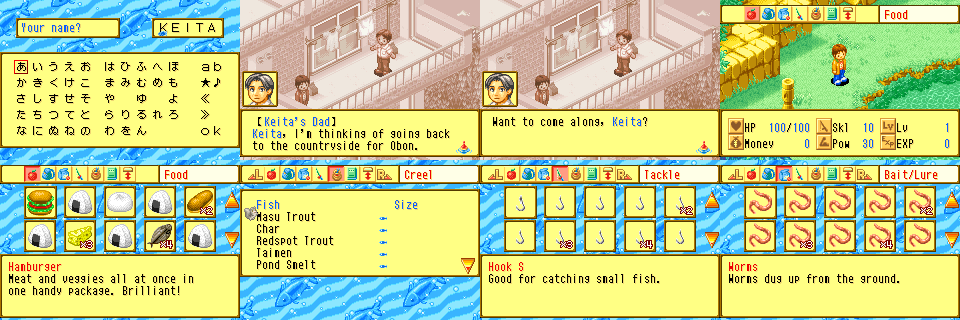 Your name?
KEITA
あいうえお はひふへほ ab
かきくけこ まみむめも ★♪
さしすせそ や ゆ よ 《
たちつてと らりるれろ 》
なにぬねの わをん ok
【Keita's Dad】
Keita, I'm thinking of going back
to the countryside for Obon.
Want to come along, Keita?
L R Food
HP 100/100 Skl 10 Lv Lv 1
Money 0 Pow 30 Exp EXP 0
Food
×2
×3 ×4
Hamburger
Meat and veggies all at once in
one handy package. Brilliant!
L R Creel
Fish Size
Masu Trout
Char
Redspot Trout
Taimen
Pond Smelt
L R Tackle
×2
×3 ×4
Hook S
Good for catching small fish.
L R Bait/Lure
×2
×3 ×4
Worms
Worms dug up from the ground.